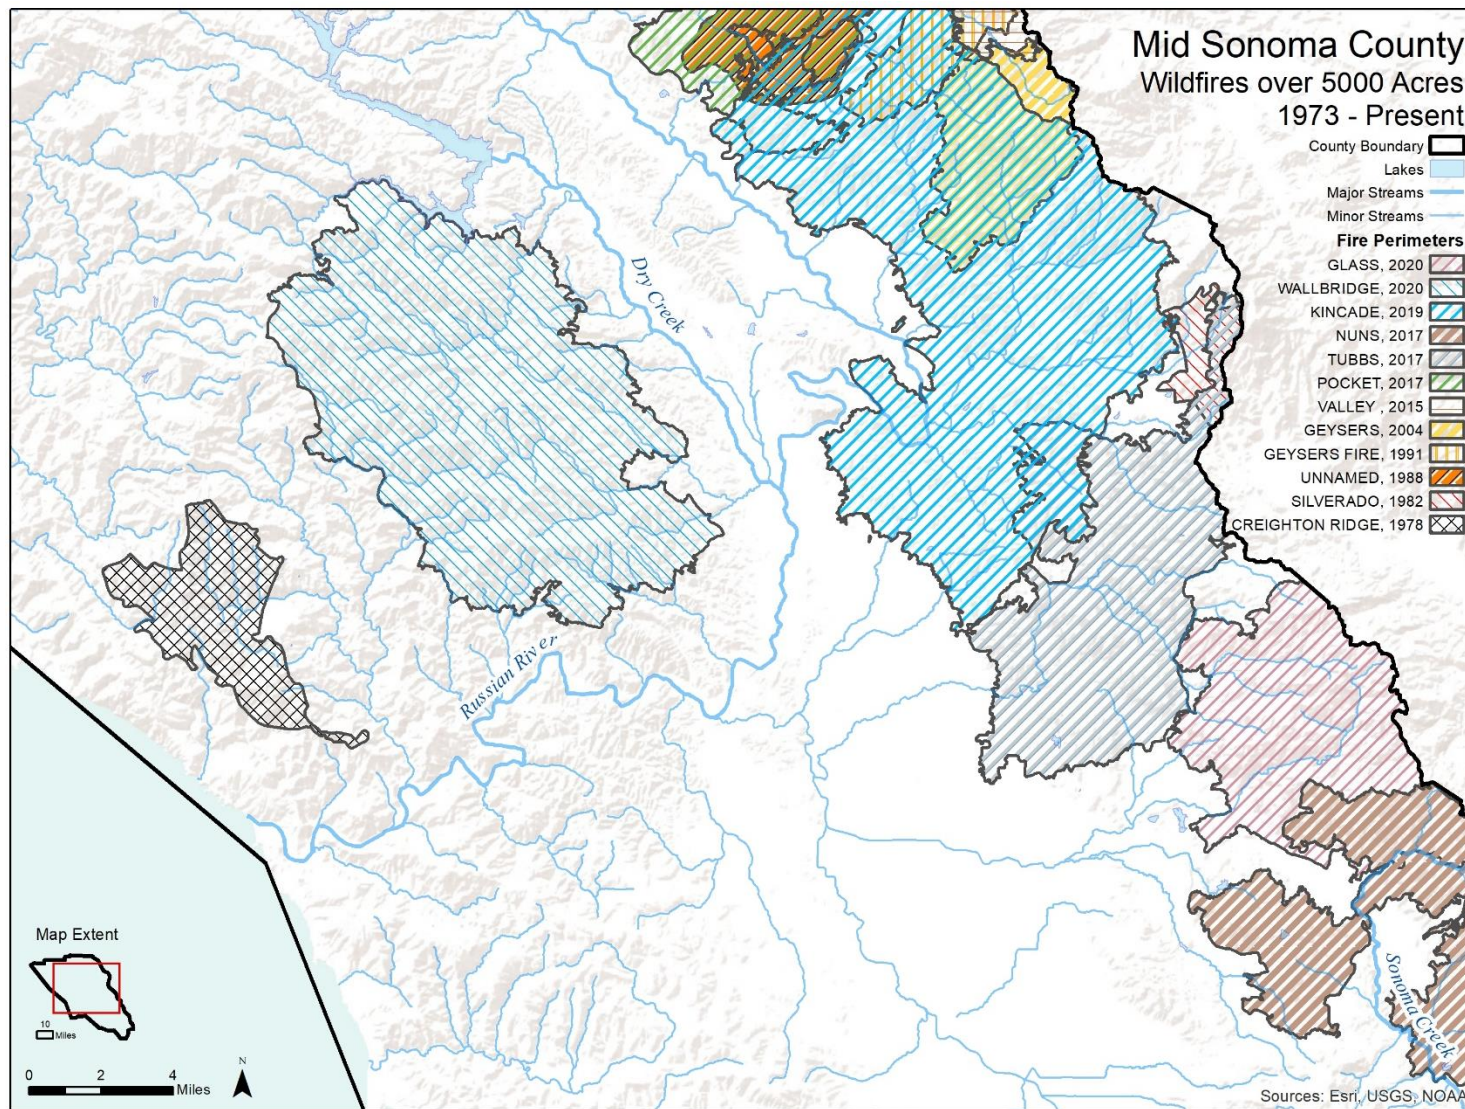 Mid Sonoma County
Wildfires over 5000 Acres
1973 - Present
County Boundary
Lakes
Major Streams
Minor Streams
Fire Perimeters
GLASS, 2020
WALLBRIDGE, 2020
KINCADE, 2019
NUNS, 2017
TUBBS, 2017
POCKET, 2017
VALLEY , 2015
GEYSERS, 2004
GEYSERS FIRE, 1991
UNNAMED, 1988
SILVERADO, 1982
CREIGHTON RIDGE, 1978
Dry Creek
Russian River
Sonoma Creek
Map Extent
10
Miles
0 2 4 Miles
N
Sources: Esri, USGS, NOAA